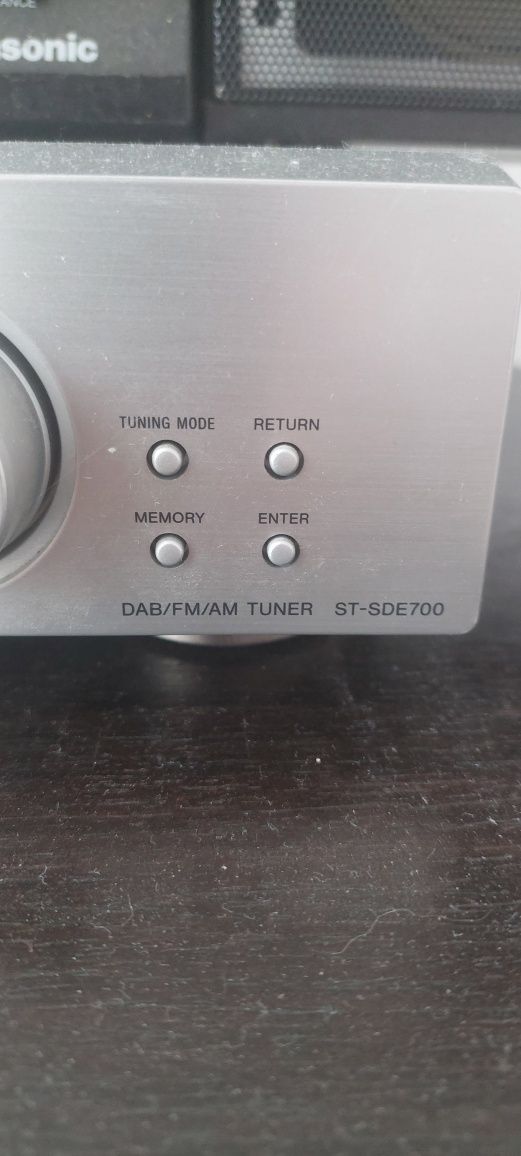 sonic
TUNING MODE RETURN
MEMORY ENTER
DAB/FM/AM TUNER ST-SDE700